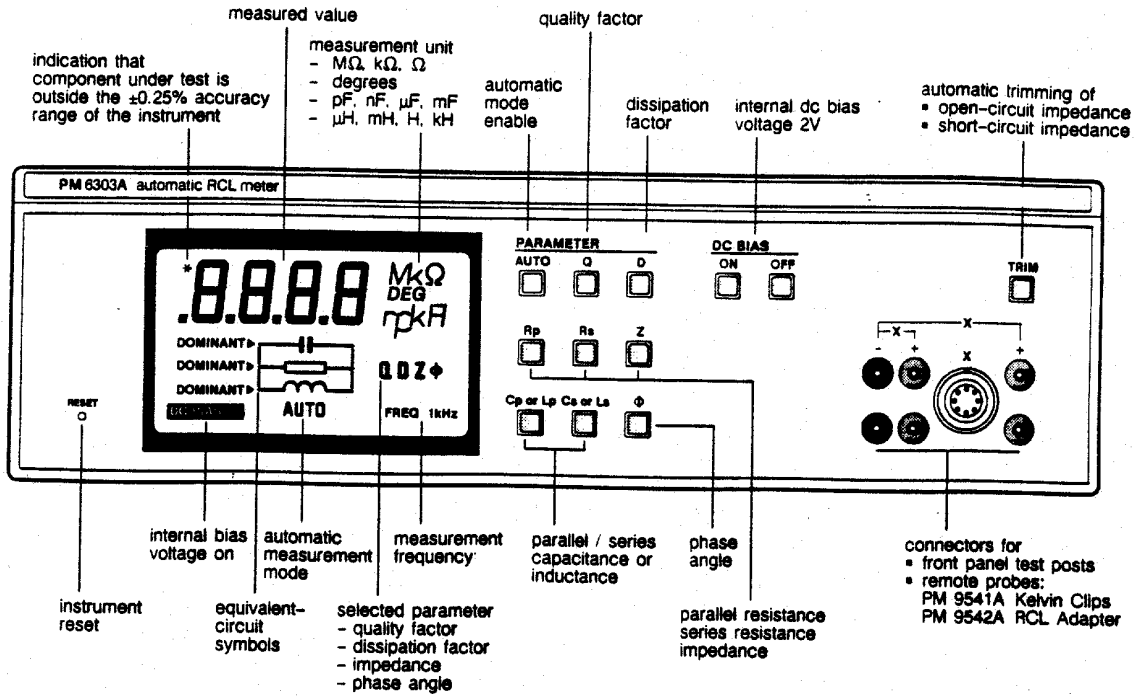 measured value
quality factor
indication that
component under test is
outside the ±0.25% accuracy
range of the instrument
measurement unit
- MΩ, kΩ, Ω
- degrees
- pF, nF, µF, mF
- µH, mH, H, kH
automatic
mode
enable
dissipation
factor
internal dc bias
voltage 2V
automatic trimming of
▪ open-circuit impedance
▪ short-circuit impedance
PM 6303A automatic RCL meter
* .8.8.8.8
MkΩ
DEG
DOMINANT▶
DOMINANT▶
DOMINANT▶
Q D Z Φ
AUTO
FREQ 1kHz
RESET
PARAMETER
AUTO Q D
DC BIAS
ON OFF
Rp Rs Z
Cp or Lp Cs or Ls Φ
TRIM
X
X
X
- + +
internal bias
voltage on
automatic
measurement
mode
measurement
frequency
parallel / series
capacitance or
inductance
phase
angle
connectors for
▪ front panel test posts
▪ remote probes:
PM 9541A Kelvin Clips
PM 9542A RCL Adapter
instrument
reset
equivalent-
circuit
symbols
selected parameter
- quality factor
- dissipation factor
- impedance
- phase angle
parallel resistance
series resistance
impedance